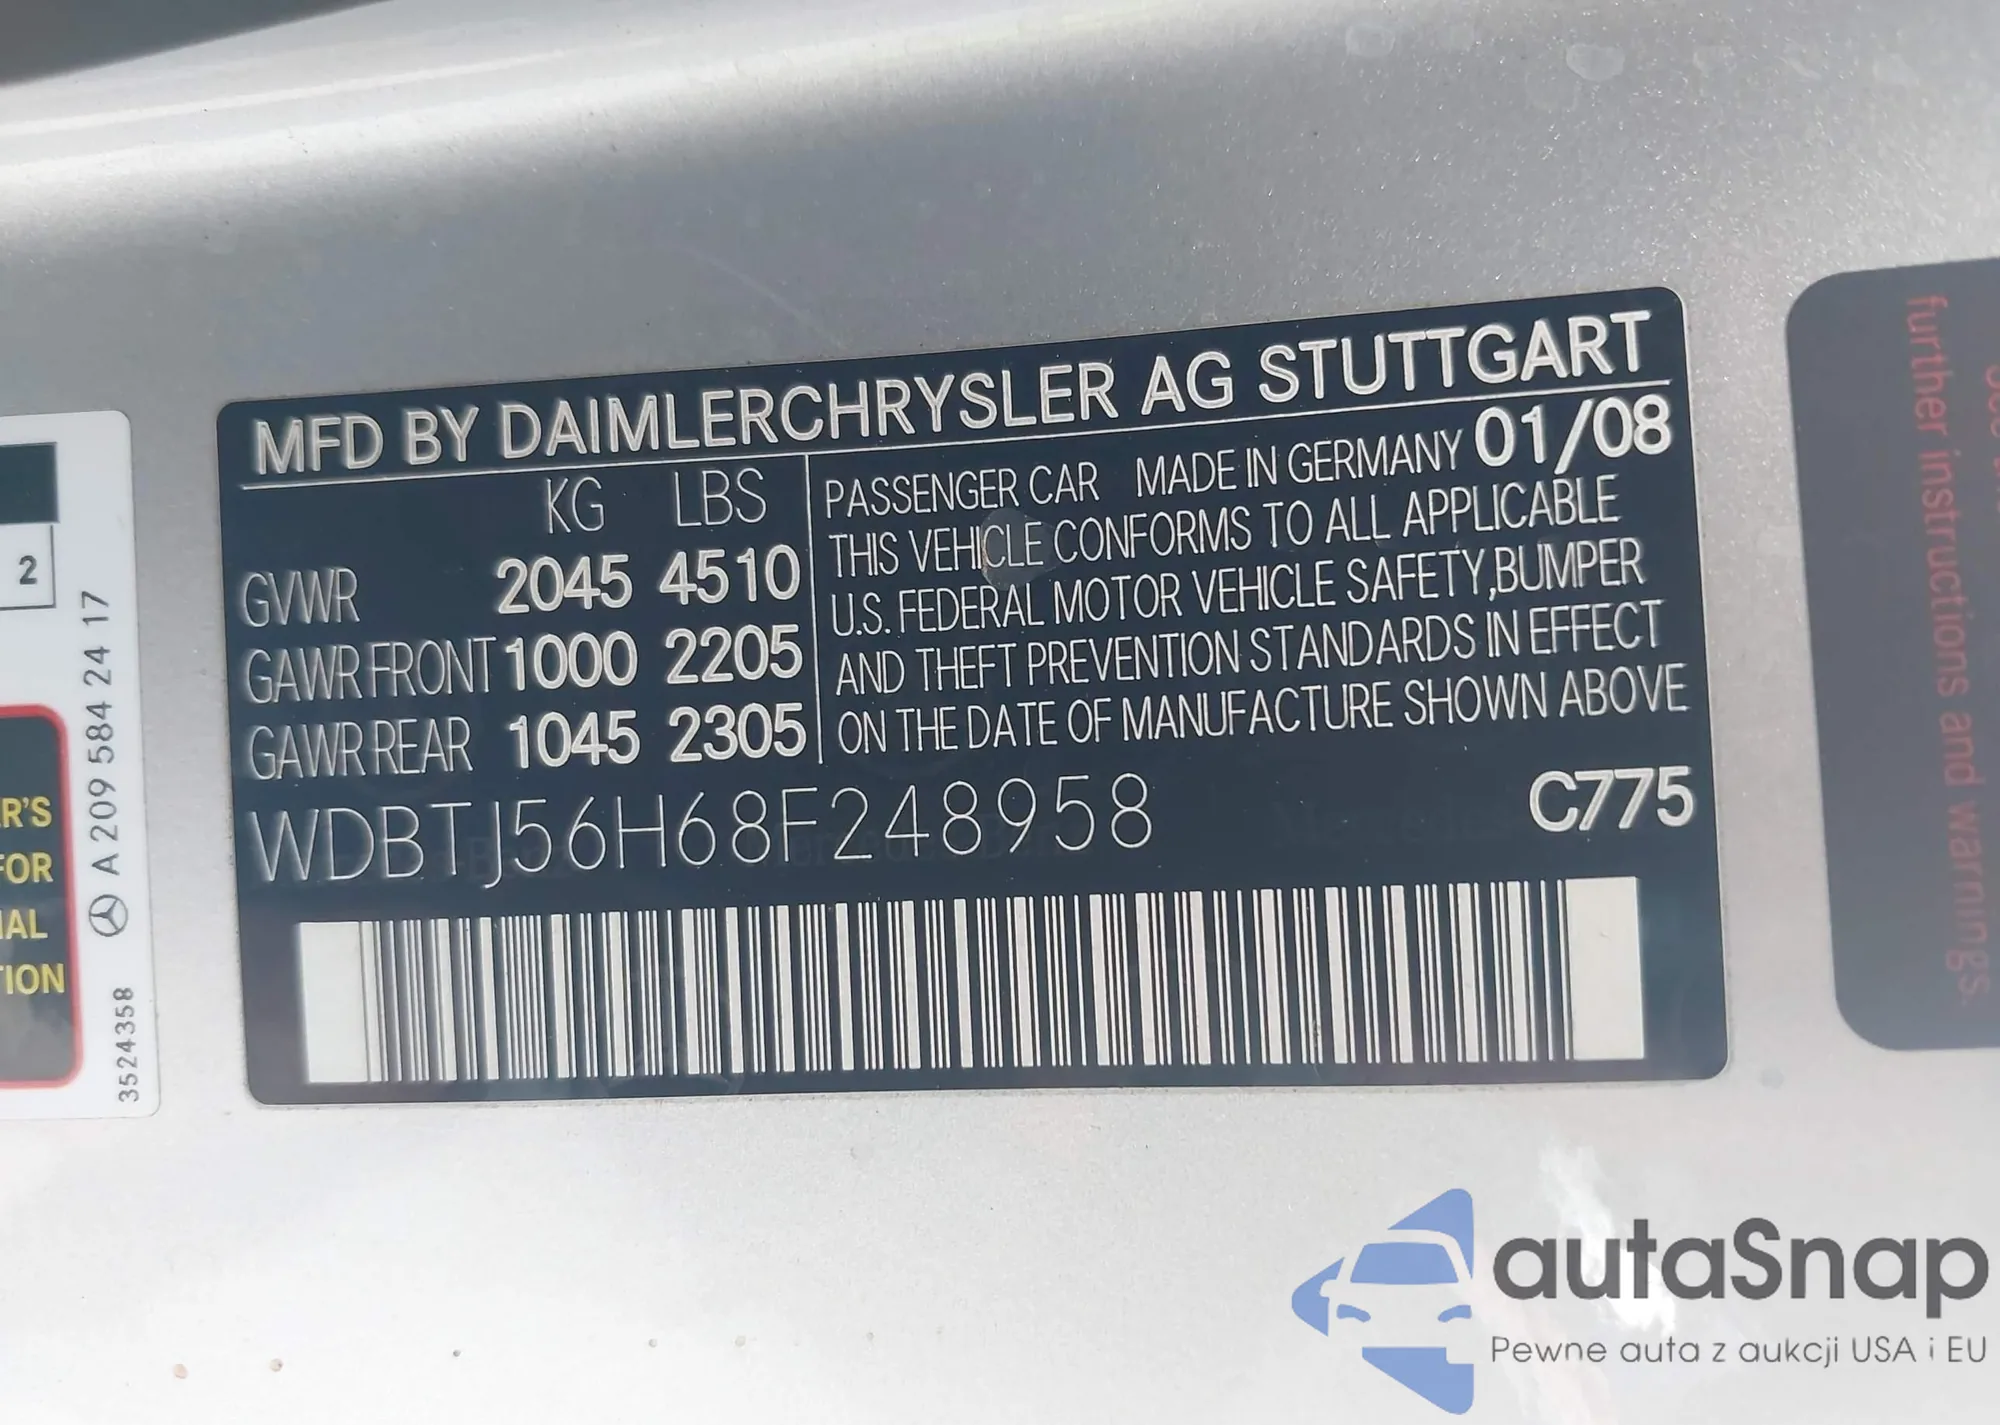 MFD BY DAIMLERCHRYSLER AG STUTTGART
KG LBS
GVWR 2045 4510
GAWR FRONT 1000 2205
GAWR REAR 1045 2305
PASSENGER CAR MADE IN GERMANY 01/08
THIS VEHICLE CONFORMS TO ALL APPLICABLE
U.S. FEDERAL MOTOR VEHICLE SAFETY,BUMPER
AND THEFT PREVENTION STANDARDS IN EFFECT
ON THE DATE OF MANUFACTURE SHOWN ABOVE
WDBTJ56H68F248958
C775
2
R'S
FOR
IAL
TION
A 209 584 24 17
3524358
further instructions and warnings.
autaSnap
Pewne auta z aukcji USA i EU